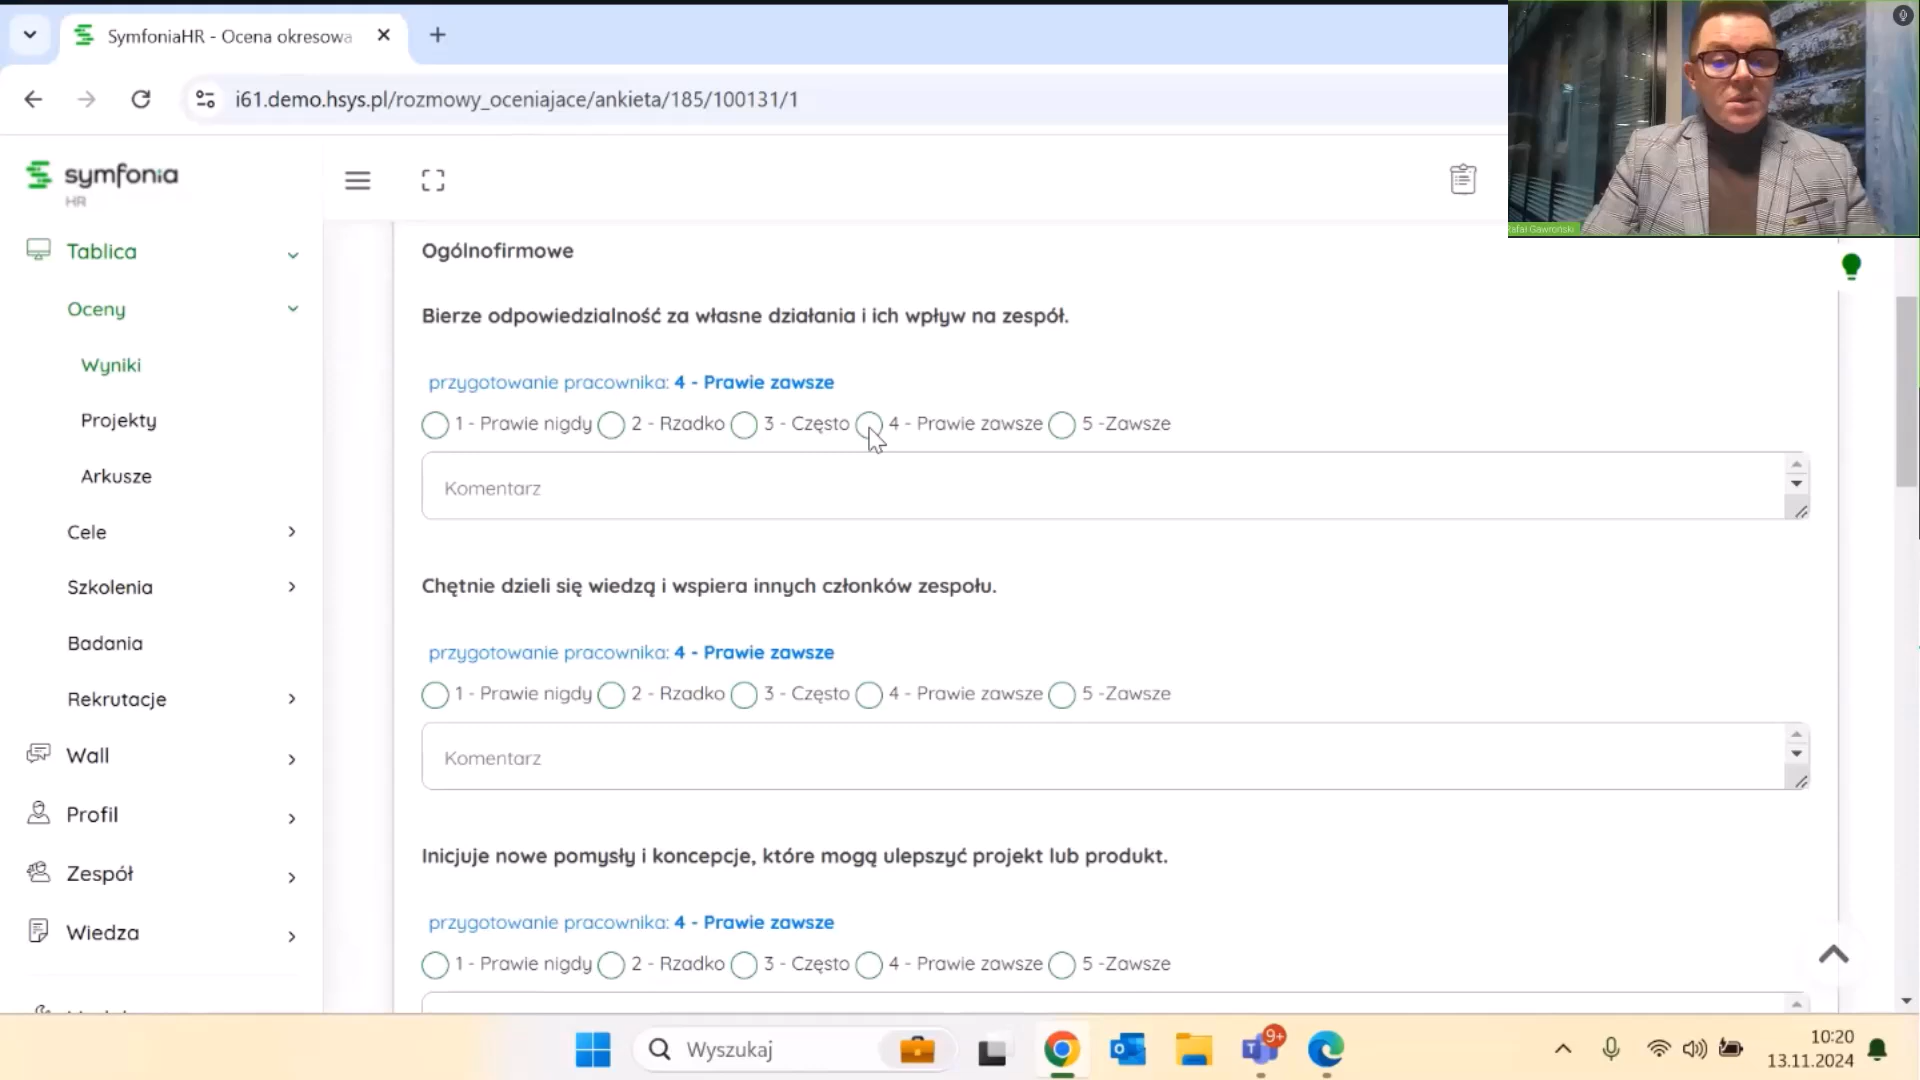 SymfoniaHR - Ocena okresowa
i61.demo.hsys.pl/rozmowy_oceniajace/ankieta/185/100131/1
Rafał Gawroński
symfonia
HR
Tablica
Oceny
Wyniki
Projekty
Arkusze
Cele
Szkolenia
Badania
Rekrutacje
Wall
Profil
Zespół
Wiedza
Ogólnofirmowe
Bierze odpowiedzialność za własne działania i ich wpływ na zespół.
przygotowanie pracownika: 4 - Prawie zawsze
1 - Prawie nigdy 2 - Rzadko 3 - Często 4 - Prawie zawsze 5 -Zawsze
Komentarz
Chętnie dzieli się wiedzą i wspiera innych członków zespołu.
przygotowanie pracownika: 4 - Prawie zawsze
1 - Prawie nigdy 2 - Rzadko 3 - Często 4 - Prawie zawsze 5 -Zawsze
Komentarz
Inicjuje nowe pomysły i koncepcje, które mogą ulepszyć projekt lub produkt.
przygotowanie pracownika: 4 - Prawie zawsze
1 - Prawie nigdy 2 - Rzadko 3 - Często 4 - Prawie zawsze 5 -Zawsze
Wyszukaj
9+
10:20
13.11.2024